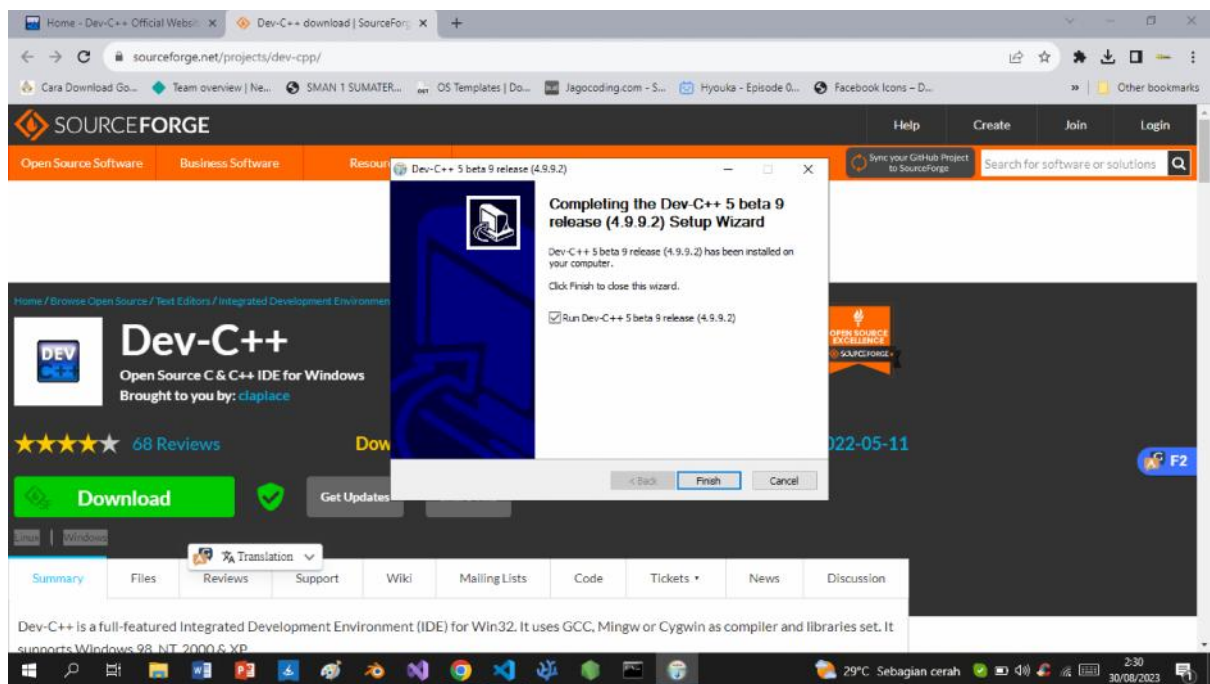 Home - Dev-C++ Official Websit
Dev-C++ download | SourceForg
sourceforge.net/projects/dev-cpp/
Cara Download Go...
Team overview | Ne...
SMAN 1 SUMATER...
OS Templates | Do...
Jagocoding.com - S...
Hyouka - Episode 0...
Facebook Icons – D...
»
Other bookmarks
SOURCEFORGE
Help
Create
Join
Login
Open Source Software
Business Software
Resour
Sync your GitHub Project
to SourceForge
Search for software or solutions
Dev-C++ 5 beta 9 release (4.9.9.2)
Completing the Dev-C++ 5 beta 9
release (4.9.9.2) Setup Wizard
Dev-C++ 5 beta 9 release (4.9.9.2) has been installed on
your computer.
Click Finish to close this wizard.
Run Dev-C++ 5 beta 9 release (4.9.9.2)
< Back
Finish
Cancel
Home / Browse Open Source / Text Editors / Integrated Development Environmen
DEV
C++
Dev-C++
Open Source C & C++ IDE for Windows
Brought to you by: claplace
OPEN SOURCE
EXCELLENCE
SOURCEFORGE
68 Reviews
Dow
022-05-11
F2
Download
Get Updates
Linux | Windows
Translation
Summary
Files
Reviews
Support
Wiki
Mailing Lists
Code
Tickets
News
Discussion
Dev-C++ is a full-featured Integrated Development Environment (IDE) for Win32. It uses GCC, Mingw or Cygwin as compiler and libraries set. It
supports Windows 98, NT, 2000 & XP.
29°C Sebagian cerah
2:30
30/08/2023